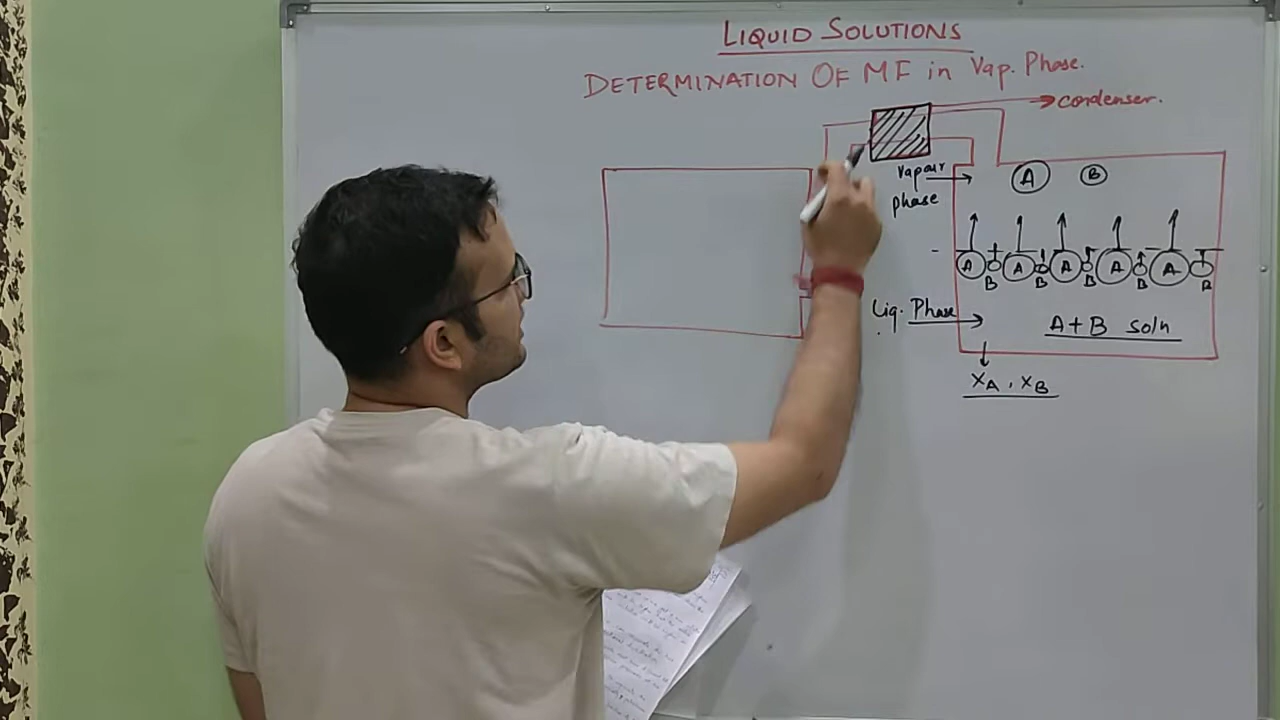 LIQUID SOLUTIONS
DETERMINATION OF MF in Vap. Phase.
condenser.
Vapour phase
A B
A B A B A B A B A B
Liq. Phase
A+B soln
XA, XB